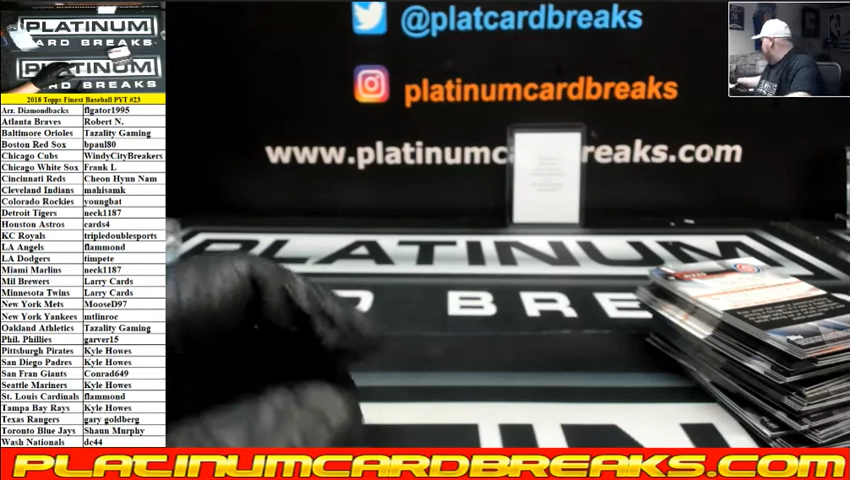 PLATINUM
CARD BREAKS
PLATINUM
CARD BREAKS
2018 Topps Finest Baseball PYT #23
Arz. Diamondbacks flgator1995
Atlanta Braves Robert N.
Baltimore Orioles Tazality Gaming
Boston Red Sox bpaul80
Chicago Cubs WindyCityBreakers
Chicago White Sox Frank L
Cincinnati Reds Cheon Hyun Nam
Cleveland Indians mahisamk
Colorado Rockies youngbat
Detroit Tigers neck1187
Houston Astros cards4
KC Royals tripledoublesports
LA Angels flammond
LA Dodgers timpete
Miami Marlins neck1187
Mil Brewers Larry Cards
Minnesota Twins Larry Cards
New York Mets MooseD97
New York Yankees mtlinroc
Oakland Athletics Tazality Gaming
Phil. Phillies garver15
Pittsburgh Pirates Kyle Howes
San Diego Padres Kyle Howes
San Fran Giants Conrad649
Seattle Mariners Kyle Howes
St. Louis Cardinals flammond
Tampa Bay Rays Kyle Howes
Texas Rangers gary goldberg
Toronto Blue Jays Shaun Murphy
Wash Nationals dc44
@platcardbreaks
platinumcardbreaks
www.platinumc reaks.com
PLATINUM
D BRE
PLATINUMCARDBREAKS.COM